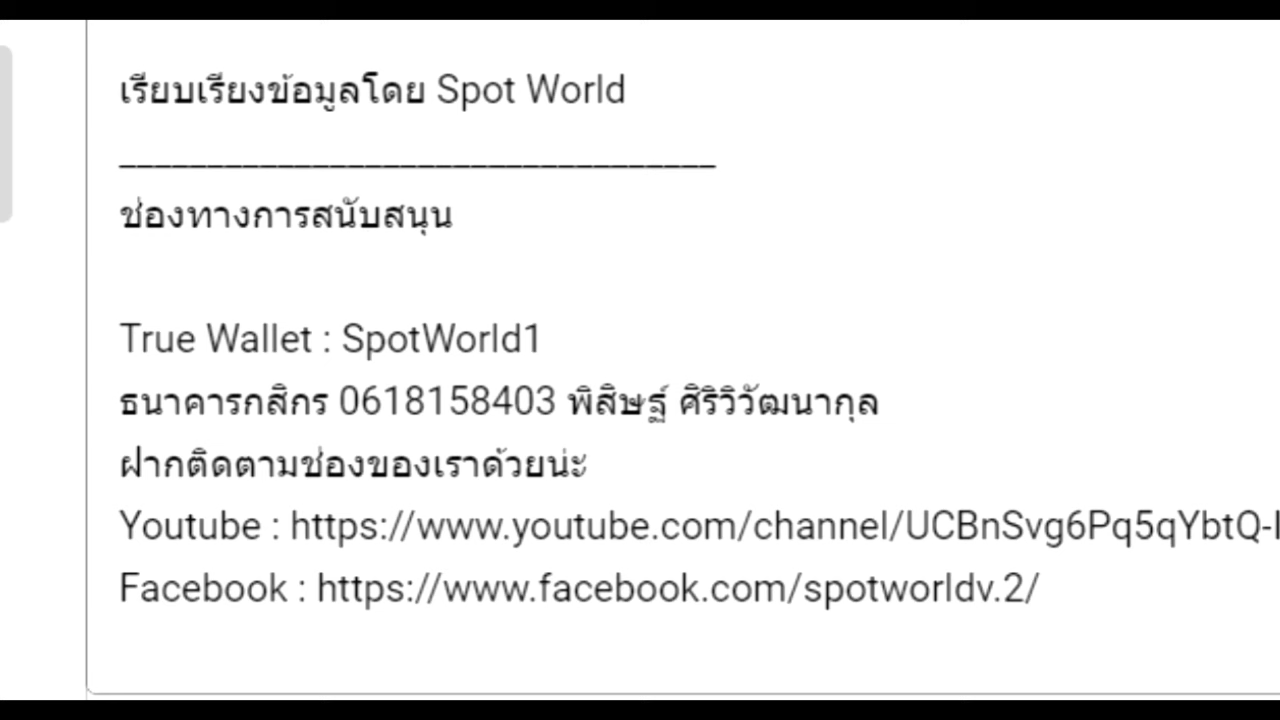 เรียบเรียงข้อมูลโดย Spot World
__________________________________
ช่องทางการสนับสนุน
True Wallet : SpotWorld1
ธนาคารกสิกร 0618158403 พิสิษฐ์ ศิริวิวัฒนากุล
ฝากติดตามช่องของเราด้วยน่ะ
Youtube : https://www.youtube.com/channel/UCBnSvg6Pq5qYbtQ-
Facebook : https://www.facebook.com/spotworldv.2/